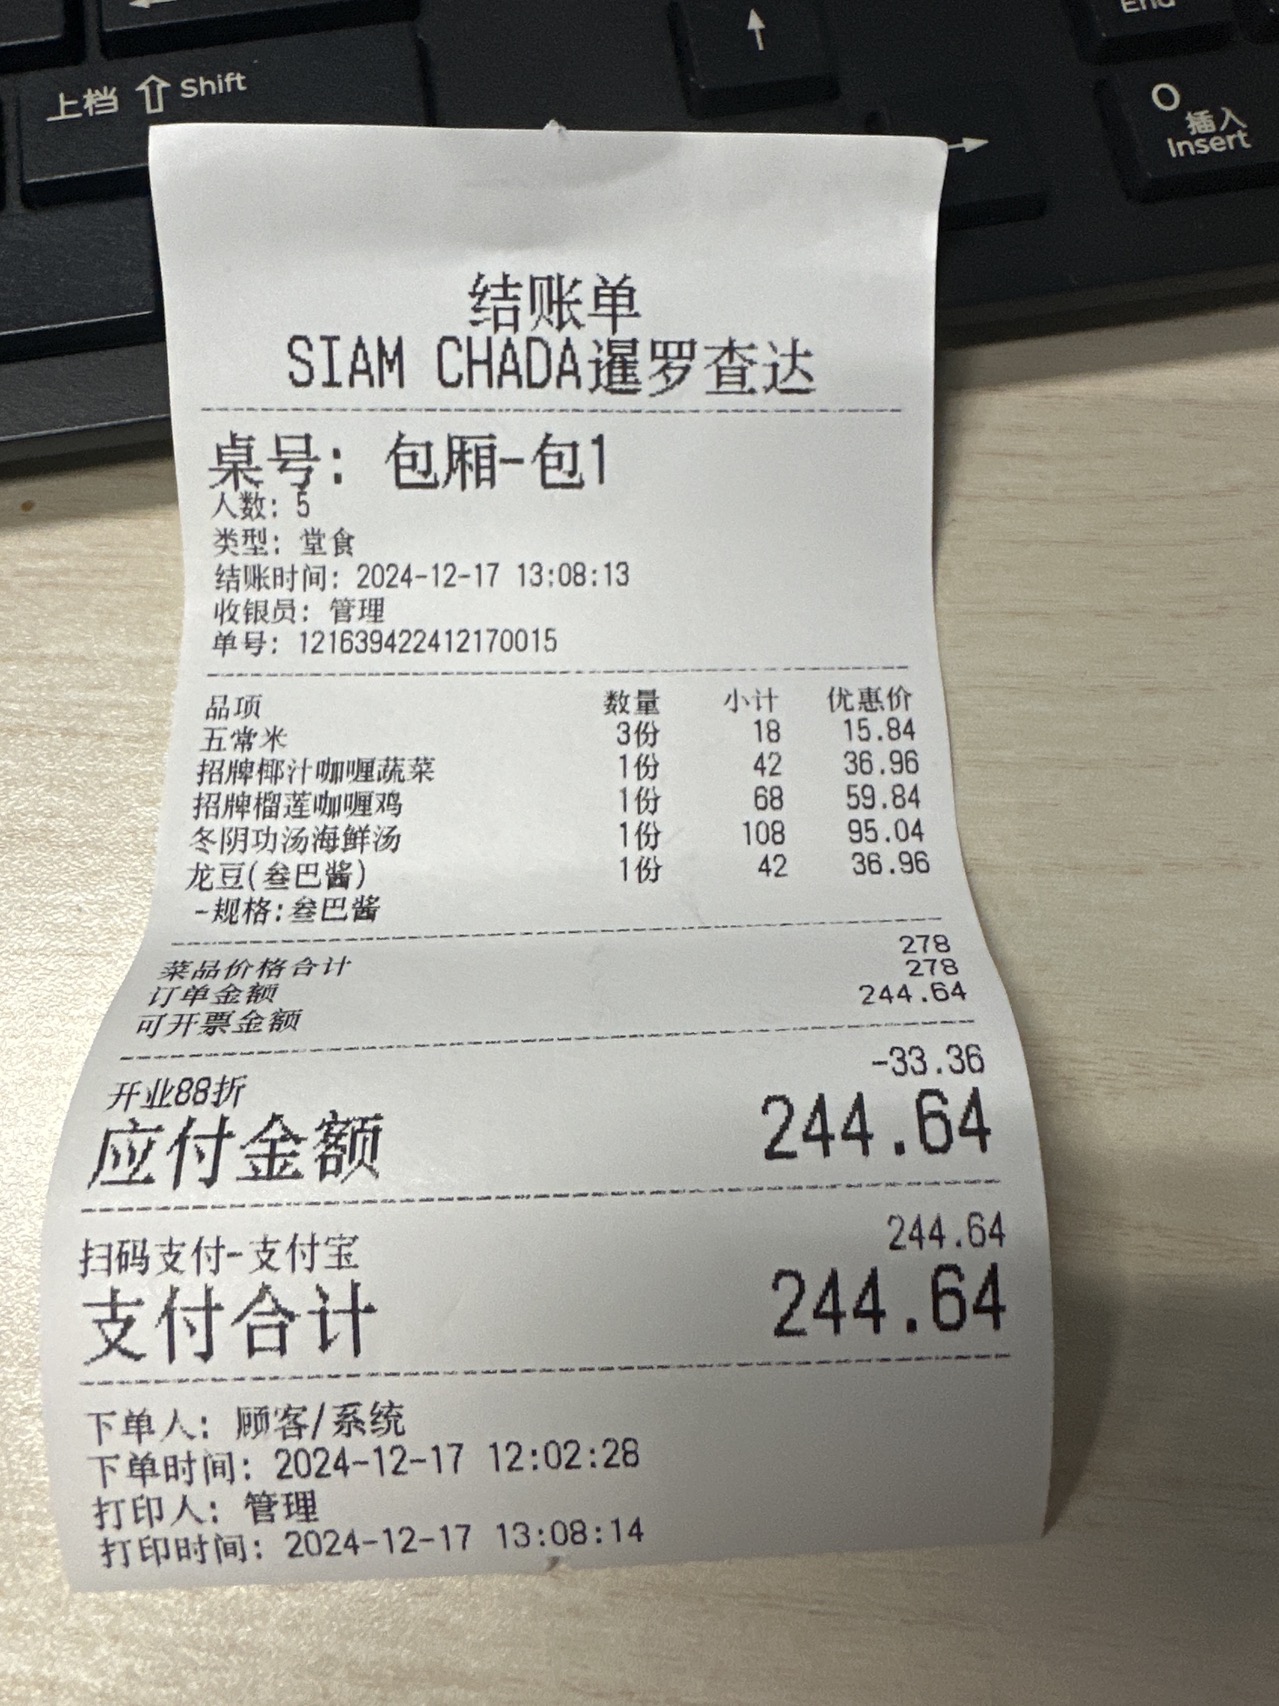 End
上档 ⇧ Shift
↑
0
插入
Insert
→
结账单
SIAM CHADA暹罗查达
桌号: 包厢-包1
人数: 5
类型: 堂食
结账时间: 2024-12-17 13:08:13
收银员: 管理
单号: 121639422412170015
品项 数量 小计 优惠价
五常米 3份 18 15.84
招牌椰汁咖喱蔬菜 1份 42 36.96
招牌榴莲咖喱鸡 1份 68 59.84
冬阴功汤海鲜汤 1份 108 95.04
龙豆(叁巴酱) 1份 42 36.96
-规格:叁巴酱
菜品价格合计 278
订单金额 278
可开票金额 244.64
开业88折 -33.36
应付金额 244.64
扫码支付-支付宝 244.64
支付合计 244.64
下单人: 顾客/系统
下单时间: 2024-12-17 12:02:28
打印人: 管理
打印时间: 2024-12-17 13:08:14